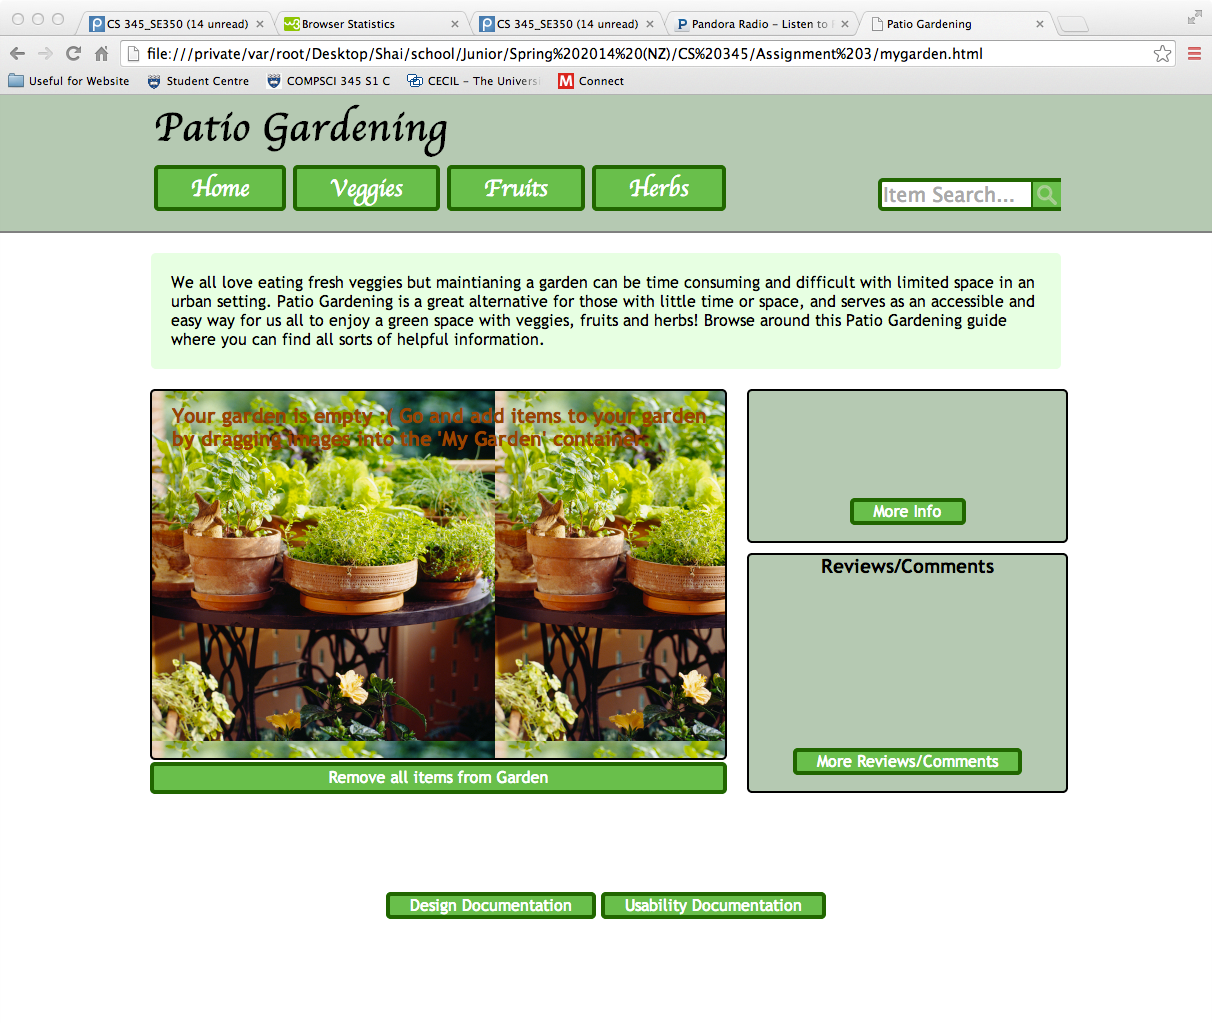 CS 345_SE350 (14 unread)
Browser Statistics
CS 345_SE350 (14 unread)
Pandora Radio – Listen to
Patio Gardening
file:///private/var/root/Desktop/Shai/school/Junior/Spring%202014%20(NZ)/CS%20345/Assignment%203/mygarden.html
Useful for Website
Student Centre
COMPSCI 345 S1 C
CECIL – The Univers
Connect
Patio Gardening
Home
Veggies
Fruits
Herbs
Item Search...
We all love eating fresh veggies but maintianing a garden can be time consuming and difficult with limited space in an
urban setting. Patio Gardening is a great alternative for those with little time or space, and serves as an accessible and
easy way for us all to enjoy a green space with veggies, fruits and herbs! Browse around this Patio Gardening guide
where you can find all sorts of helpful information.
Your garden is empty :( Go and add items to your garden
by dragging images into the 'My Garden' container.
More Info
Reviews/Comments
More Reviews/Comments
Remove all items from Garden
Design Documentation
Usability Documentation